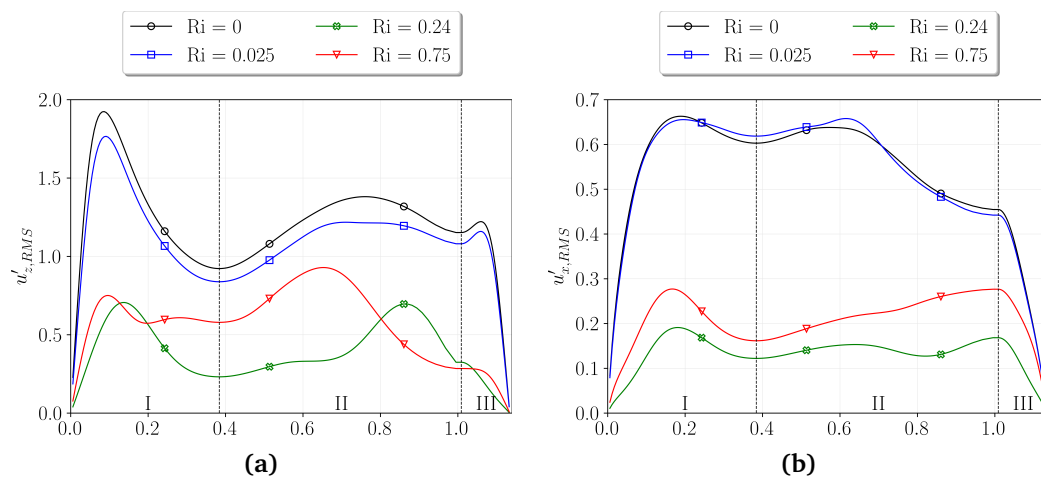 Ri = 0
Ri = 0.24
Ri = 0.025
Ri = 0.75
u′z,RMS
2.0
1.5
1.0
0.5
0.0
I
II
III
0.0 0.2 0.4 0.6 0.8 1.0
(a)
Ri = 0
Ri = 0.24
Ri = 0.025
Ri = 0.75
u′x,RMS
0.7
0.6
0.5
0.4
0.3
0.2
0.1
0.0
I
II
III
0.0 0.2 0.4 0.6 0.8 1.0
(b)